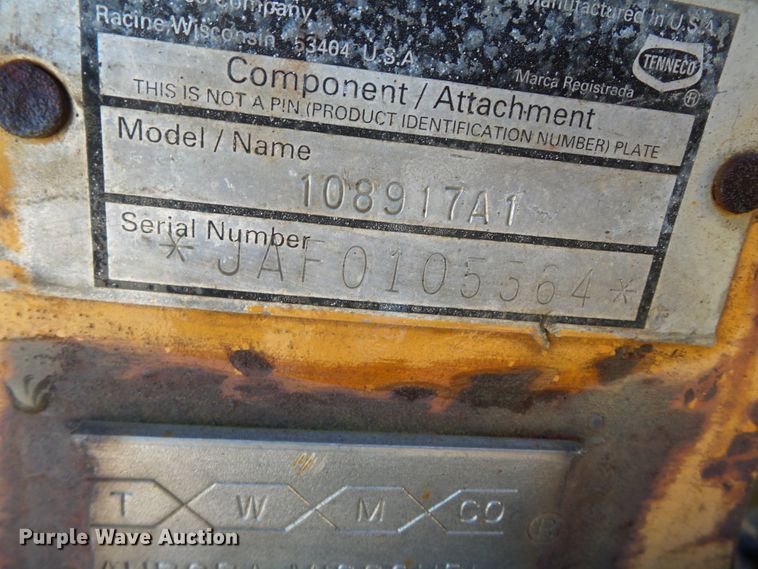 Company
Manufactured in U.S.A.
Racine, Wisconsin 53404 U.S.A.
TENNECO
®
Marca Registrada
Component / Attachment
THIS IS NOT A PIN (PRODUCT IDENTIFICATION NUMBER) PLATE
Model / Name
108917A1
Serial Number
*JAF0105564*
T W M CO ®
Purple Wave Auction